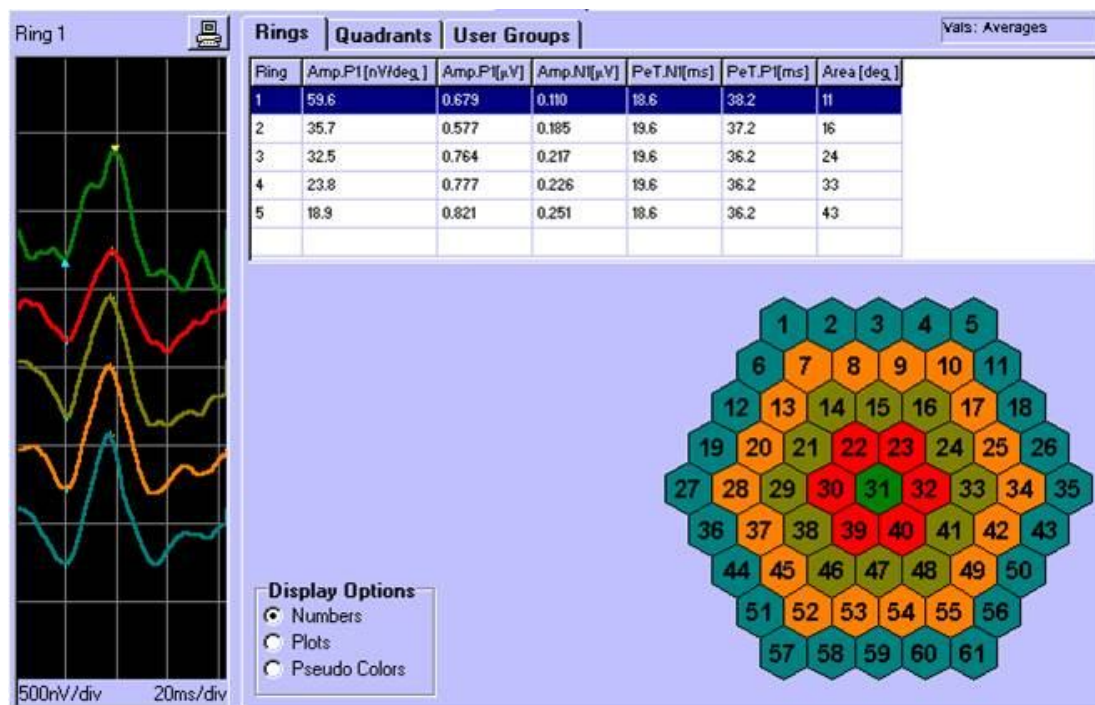 Ring 1
Rings Quadrants User Groups
Vals: Averages
Ring Amp.P1[nV/deg.] Amp.P1[µV] Amp.N1[µV] PeT.N1[ms] PeT.P1[ms] Area [deg.]
1 59.6 0.679 0.110 18.6 38.2 11
2 35.7 0.577 0.185 19.6 37.2 16
3 32.5 0.764 0.217 19.6 36.2 24
4 23.8 0.777 0.226 19.6 36.2 33
5 18.9 0.821 0.251 18.6 36.2 43
1 2 3 4 5
6 7 8 9 10 11
12 13 14 15 16 17 18
19 20 21 22 23 24 25 26
27 28 29 30 31 32 33 34 35
36 37 38 39 40 41 42 43
44 45 46 47 48 49 50
51 52 53 54 55 56
57 58 59 60 61
Display Options
Numbers
Plots
Pseudo Colors
500nV/div 20ms/div